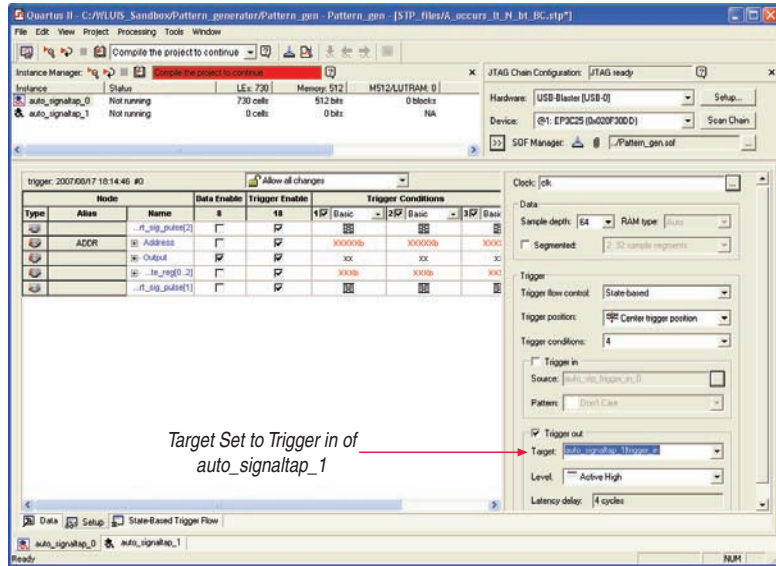 Quartus II - C:/WLUIS_Sandbox/Pattern_generator/Pattern_gen - Pattern_gen - [STP_files/A_occurs_lt_N_bt_BC.stp*]
File Edit View Project Processing Tools Window
Compile the project to continue
Instance Manager: Compile the project to continue
Instance Status LEs: 730 Memory: 512 M512/LUTRAM: 0
auto_signaltap_0 Not running 730 cells 512 bits 0 blocks
auto_signaltap_1 Not running 0 cells 0 bits NA
JTAG Chain Configuration: JTAG ready
Hardware: USB-Blaster [USB-0] Setup...
Device: @1: EP3C25 (0x020F30DD) Scan Chain
>> SOF Manager: ../Pattern_gen.sof ...
trigger: 2007/08/17 18:14:46 #0 Allow all changes
Node Data Enable Trigger Enable Trigger Conditions
Type Alias Name 8 18 1 Basic 2 Basic 3 Basic
...rt_sig_pulse[2]
ADDR Address XXXXXb XXXXXb
Output XX XX
...te_reg[0..2] XXXb XXXb
...rt_sig_pulse[1]
Clock: clk ...
Data
Sample depth: 64 RAM type: Auto
Segmented: 2 32 sample segments
Trigger
Trigger flow control: State-based
Trigger position: Center trigger position
Trigger conditions: 4
Trigger in
Source: auto_stp_trigger_in_0
Pattern: Don't Care
Trigger out
Target: auto_signaltap_1|trigger_in
Level: Active High
Latency delay: 4 cycles
Target Set to Trigger in of
auto_signaltap_1
Data Setup State-Based Trigger Flow
auto_signaltap_0 auto_signaltap_1
Ready NUM